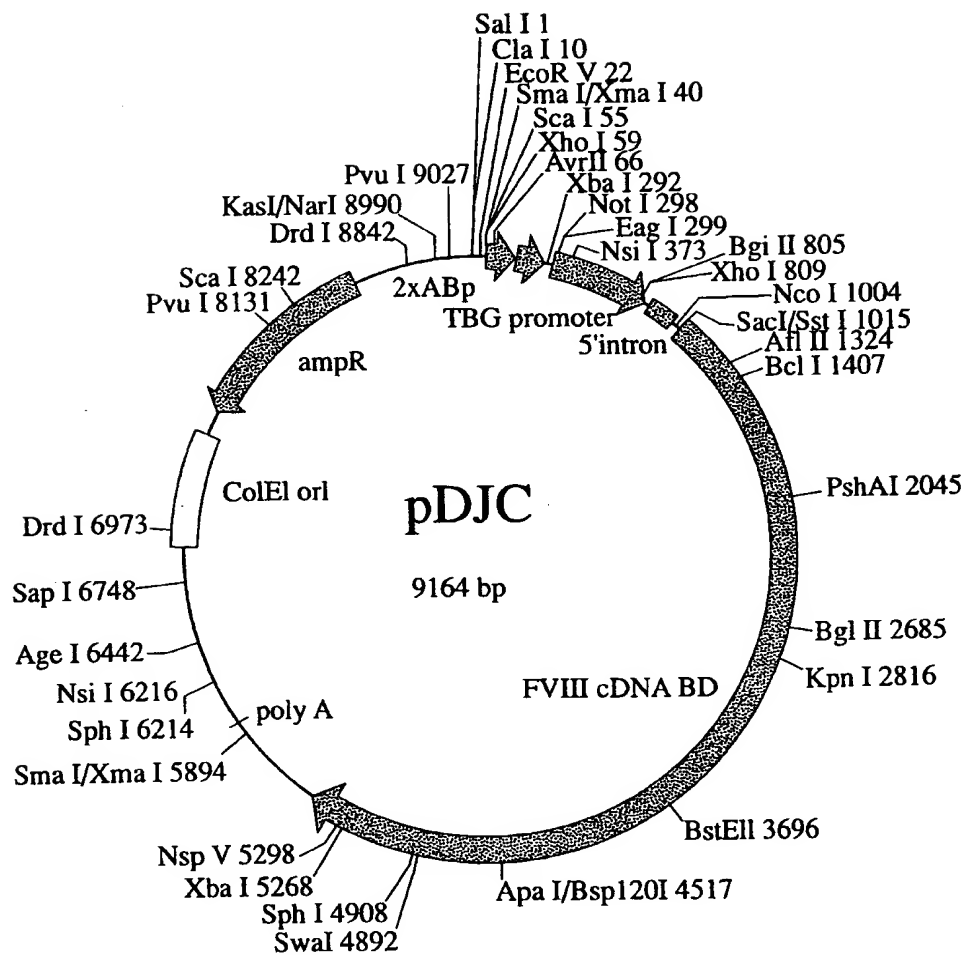 Sal I 1
Cla I 10
EcoR V 22
Sma I/Xma I 40
Sca I 55
Xho I 59
AvrII 66
Xba I 292
Not I 298
Eag I 299
Nsi I 373
Bgi II 805
Xho I 809
Nco I 1004
SacI/Sst I 1015
Afl II 1324
Bcl I 1407
PshAI 2045
Bgl II 2685
Kpn I 2816
BstEll 3696
Apa I/Bsp120I 4517
SwaI 4892
Sph I 4908
Xba I 5268
Nsp V 5298
Sma I/Xma I 5894
poly A
Sph I 6214
Nsi I 6216
Age I 6442
Sap I 6748
Drd I 6973
ColEl orl
Pvu I 8131
Sca I 8242
ampR
Drd I 8842
KasI/NarI 8990
Pvu I 9027
2xABp
TBG promoter
5'intron
FVIII cDNA BD
pDJC
9164 bp